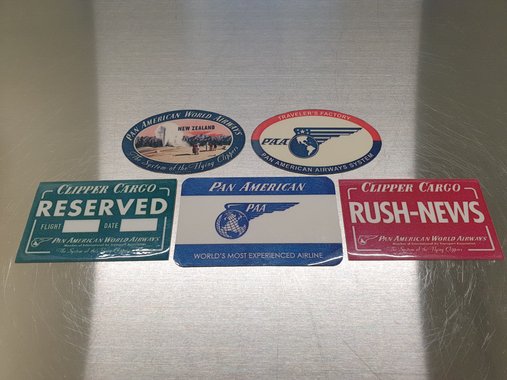 PAN AMERICAN WORLD AIRWAYS
NEW ZEALAND
The System of the Flying Clippers
TRAVELER'S FACTORY
PAA
PAN AMERICAN AIRWAYS SYSTEM
CLIPPER CARGO
RESERVED
FLIGHT DATE
PAN AMERICAN WORLD AIRWAYS
The System of the Flying Clippers
PAN AMERICAN
PAA
WORLD'S MOST EXPERIENCED AIRLINE
CLIPPER CARGO
RUSH-NEWS
PAN AMERICAN WORLD AIRWAYS
The System of the Flying Clippers